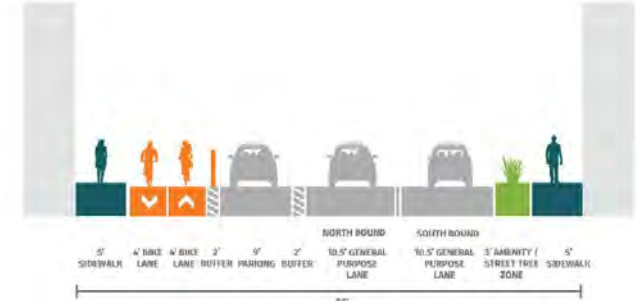 NORTH BOUND SOUTH BOUND
5' 4' BIKE 4' BIKE 2' 9' 2' 10.5' GENERAL 10.5' GENERAL 3' AMENITY / 5'
SIDEWALK LANE LANE BUFFER PARKING BUFFER PURPOSE PURPOSE STREET TREE SIDEWALK
LANE LANE ZONE